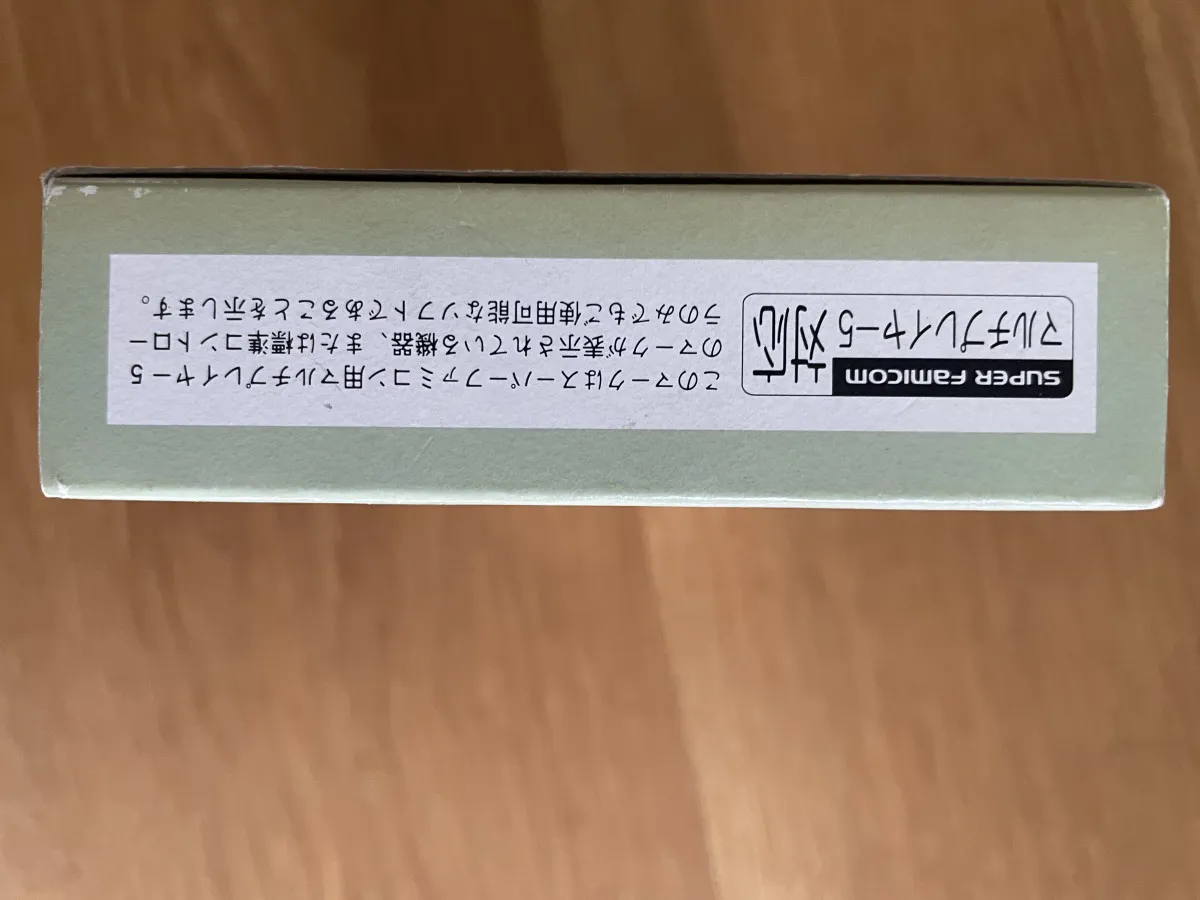 SUPER FAMICOM
マルチプレイヤー5
対応
このマークはスーパーファミコン用マルチプレイヤー5
のマークが表示されている機器、または標準コントロー
ラのみでもご使用可能なソフトであることを示します。